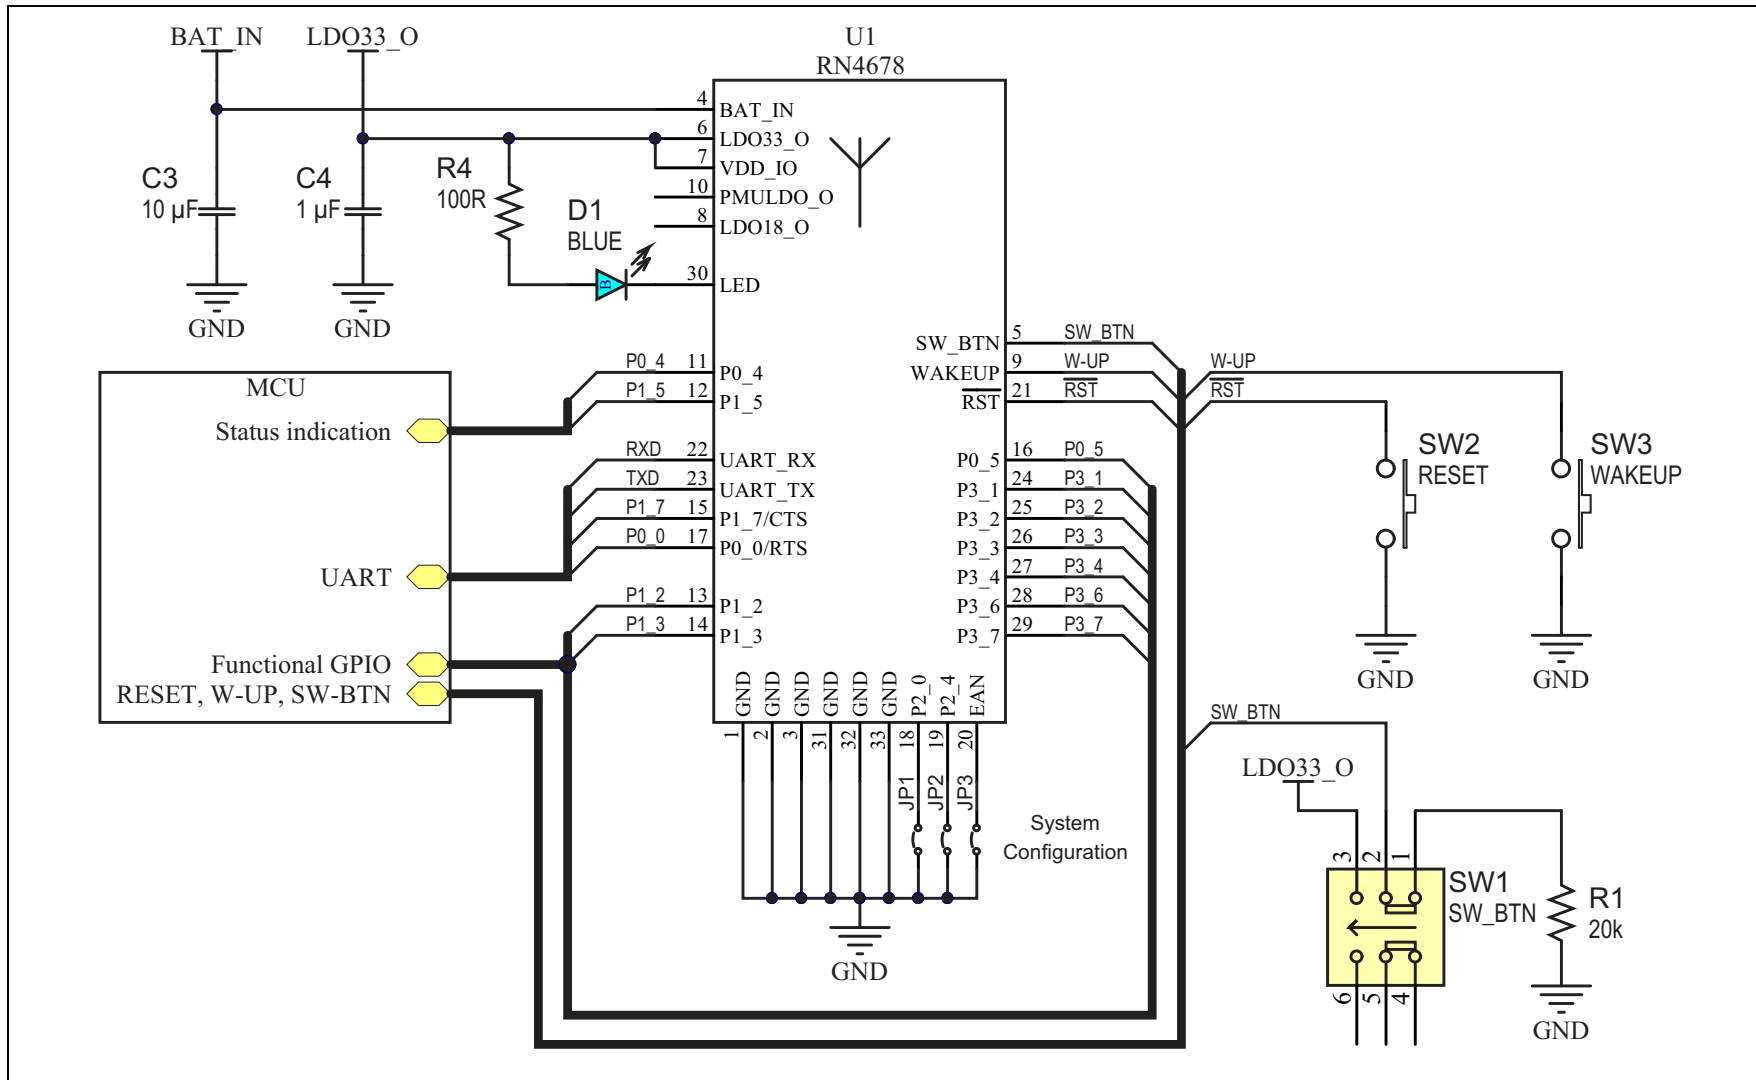 BAT_IN
LDO33_O
U1
RN4678
4
BAT_IN
6
LDO33_O
7
VDD_IO
10
PMULDO_O
8
LDO18_O
30
LED
C3
10 µF
C4
1 µF
R4
100R
D1
BLUE
B
GND
GND
MCU
Status indication
UART
Functional GPIO
RESET, W-UP, SW-BTN
P0_4
11
P0_4
P1_5
12
P1_5
RXD
22
UART_RX
TXD
23
UART_TX
P1_7
15
P1_7/CTS
P0_0
17
P0_0/RTS
P1_2
13
P1_2
P1_3
14
P1_3
SW_BTN
5
SW_BTN
WAKEUP
9
W-UP
RST
21
RST
P0_5
16
P0_5
P3_1
24
P3_1
P3_2
25
P3_2
P3_3
26
P3_3
P3_4
27
P3_4
P3_6
28
P3_6
P3_7
29
P3_7
GND
GND
GND
GND
GND
GND
P2_0
P2_4
EAN
1
2
3
31
32
33
18
19
20
JP1
JP2
JP3
System
Configuration
GND
W-UP
RST
SW2
RESET
SW3
WAKEUP
GND
GND
SW_BTN
LDO33_O
3
2
1
SW1
SW_BTN
R1
20k
6
5
4
GND